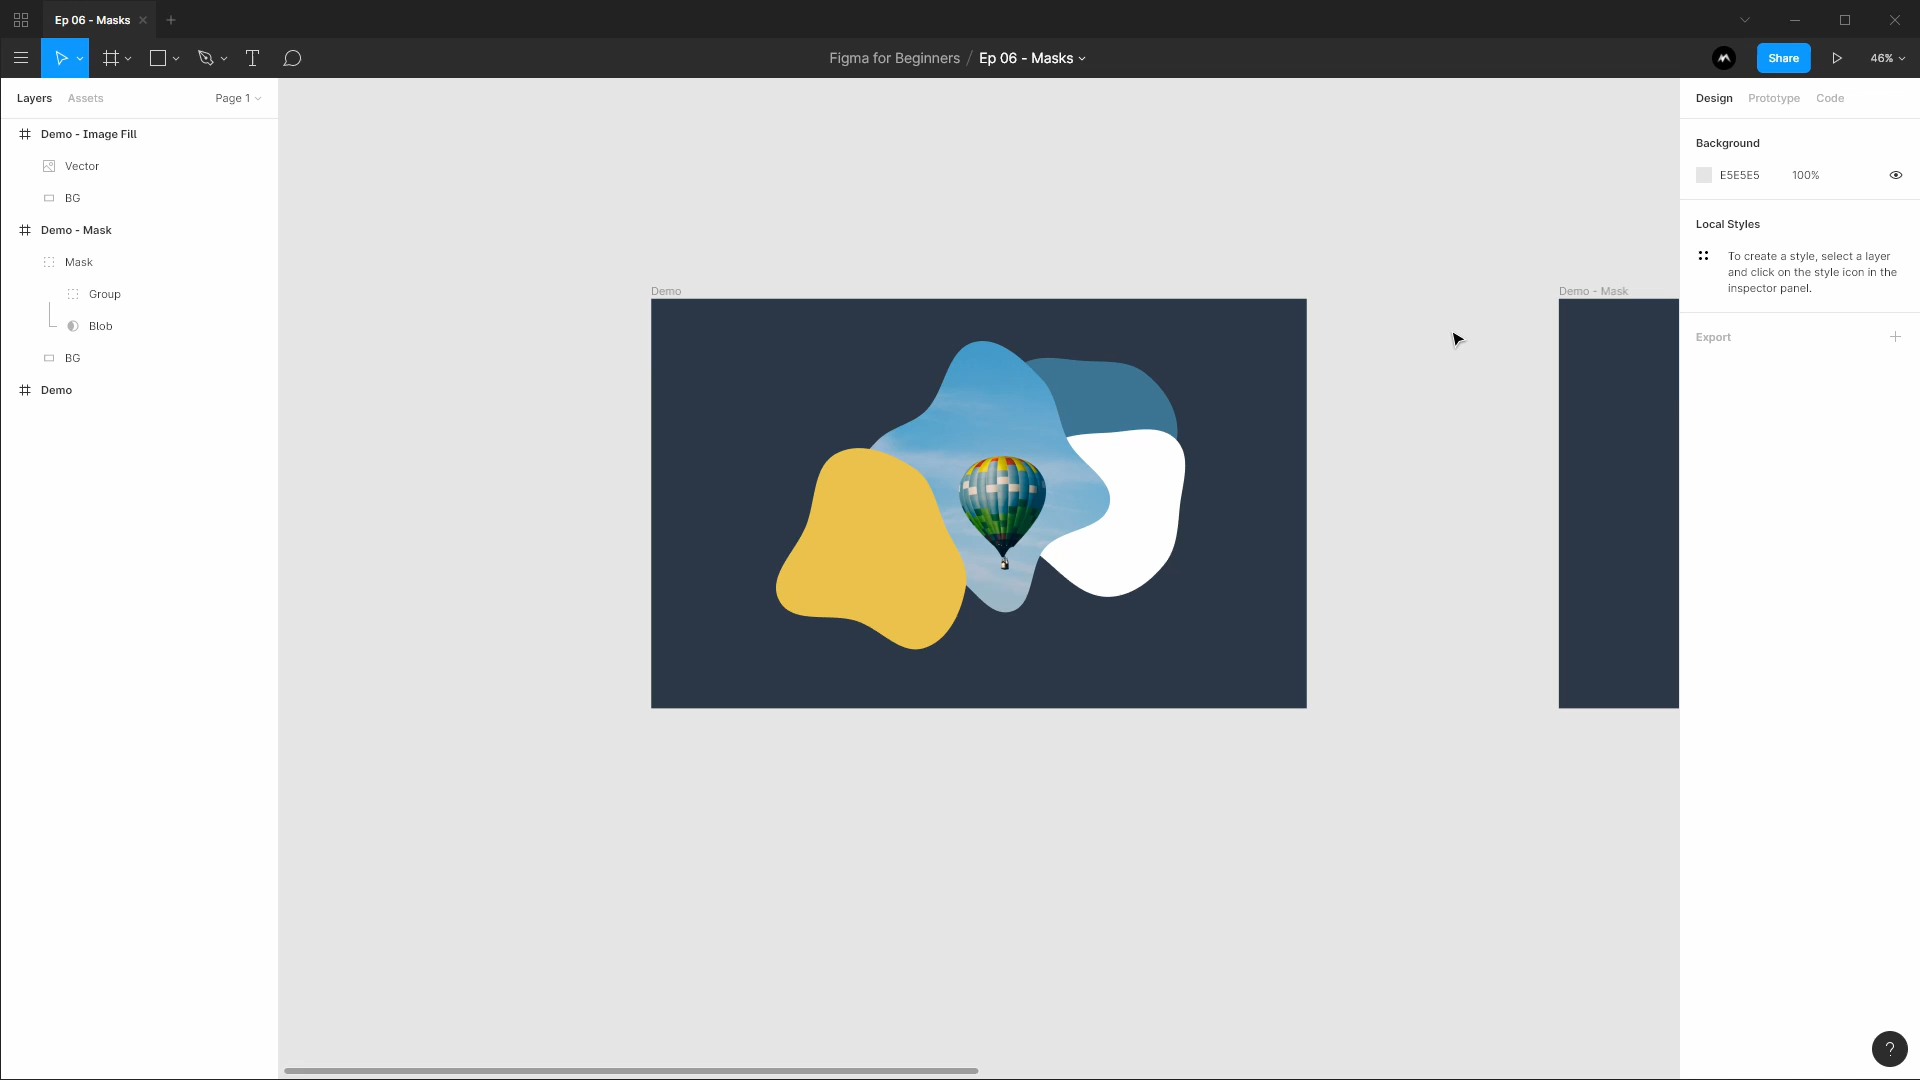 Ep 06 - Masks
Figma for Beginners / Ep 06 - Masks
Share
46%
Layers
Assets
Page 1
Demo - Image Fill
Vector
BG
Demo - Mask
Mask
Group
Blob
BG
Demo
Demo
Demo - Mask
Design
Prototype
Code
Background
E5E5E5
100%
Local Styles
To create a style, select a layer
and click on the style icon in the
inspector panel.
Export
?